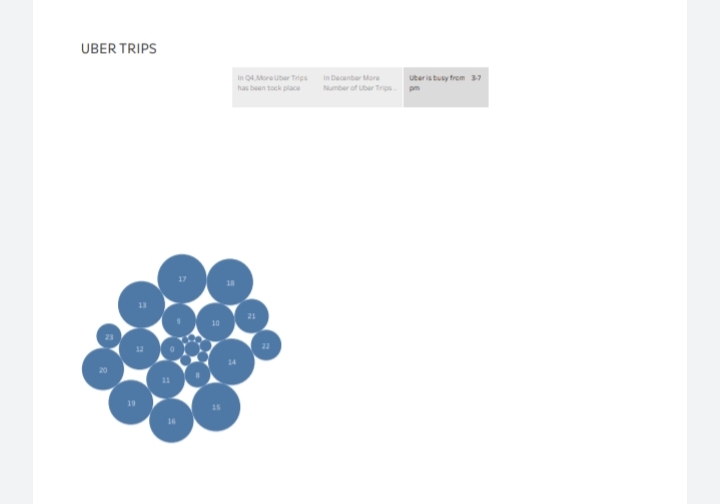 UBER TRIPS
In Q4,More Uber Trips
has been took place
In December More
Number of Uber Trips...
Uber is busy from 3-7
pm
17
18
13
9
10
21
23
12
0
22
14
20
11
8
19
15
16